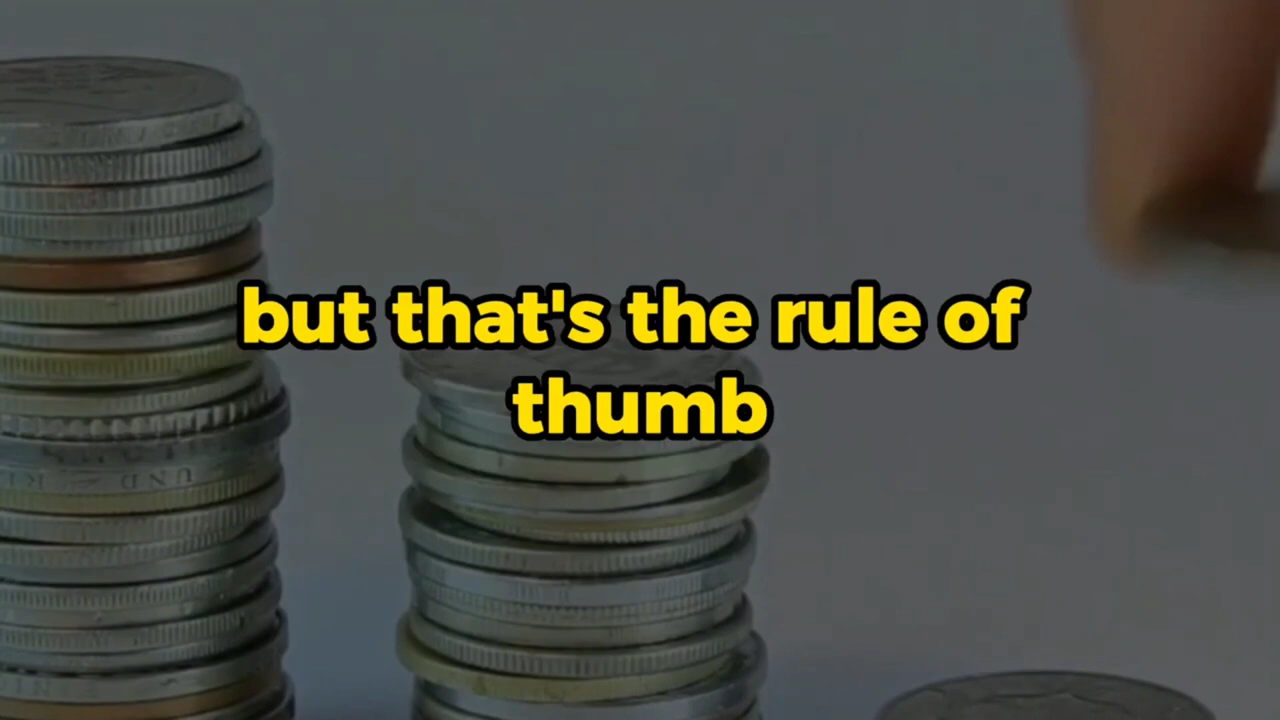 but that's the rule of
thumb